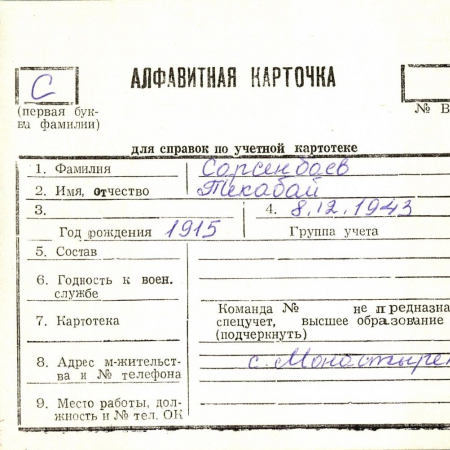 С
АЛФАВИТНАЯ КАРТОЧКА
(первая бук-
ва фамилии)
№ В
для справок по учетной картотеке
1. Фамилия Сарсенбаев
2. Имя, отчество Текабай
3. 4. 8.12.1943
Год рождения 1915 Группа учета
5. Состав
6. Годность к воен.
службе
Команда № не предназна
7. Картотека спецучет, высшее образование
(подчеркнуть)
8. Адрес м-жительст-
ва и № телефона с. Монастыре
9. Место работы, дол-
жность и № тел. ОК